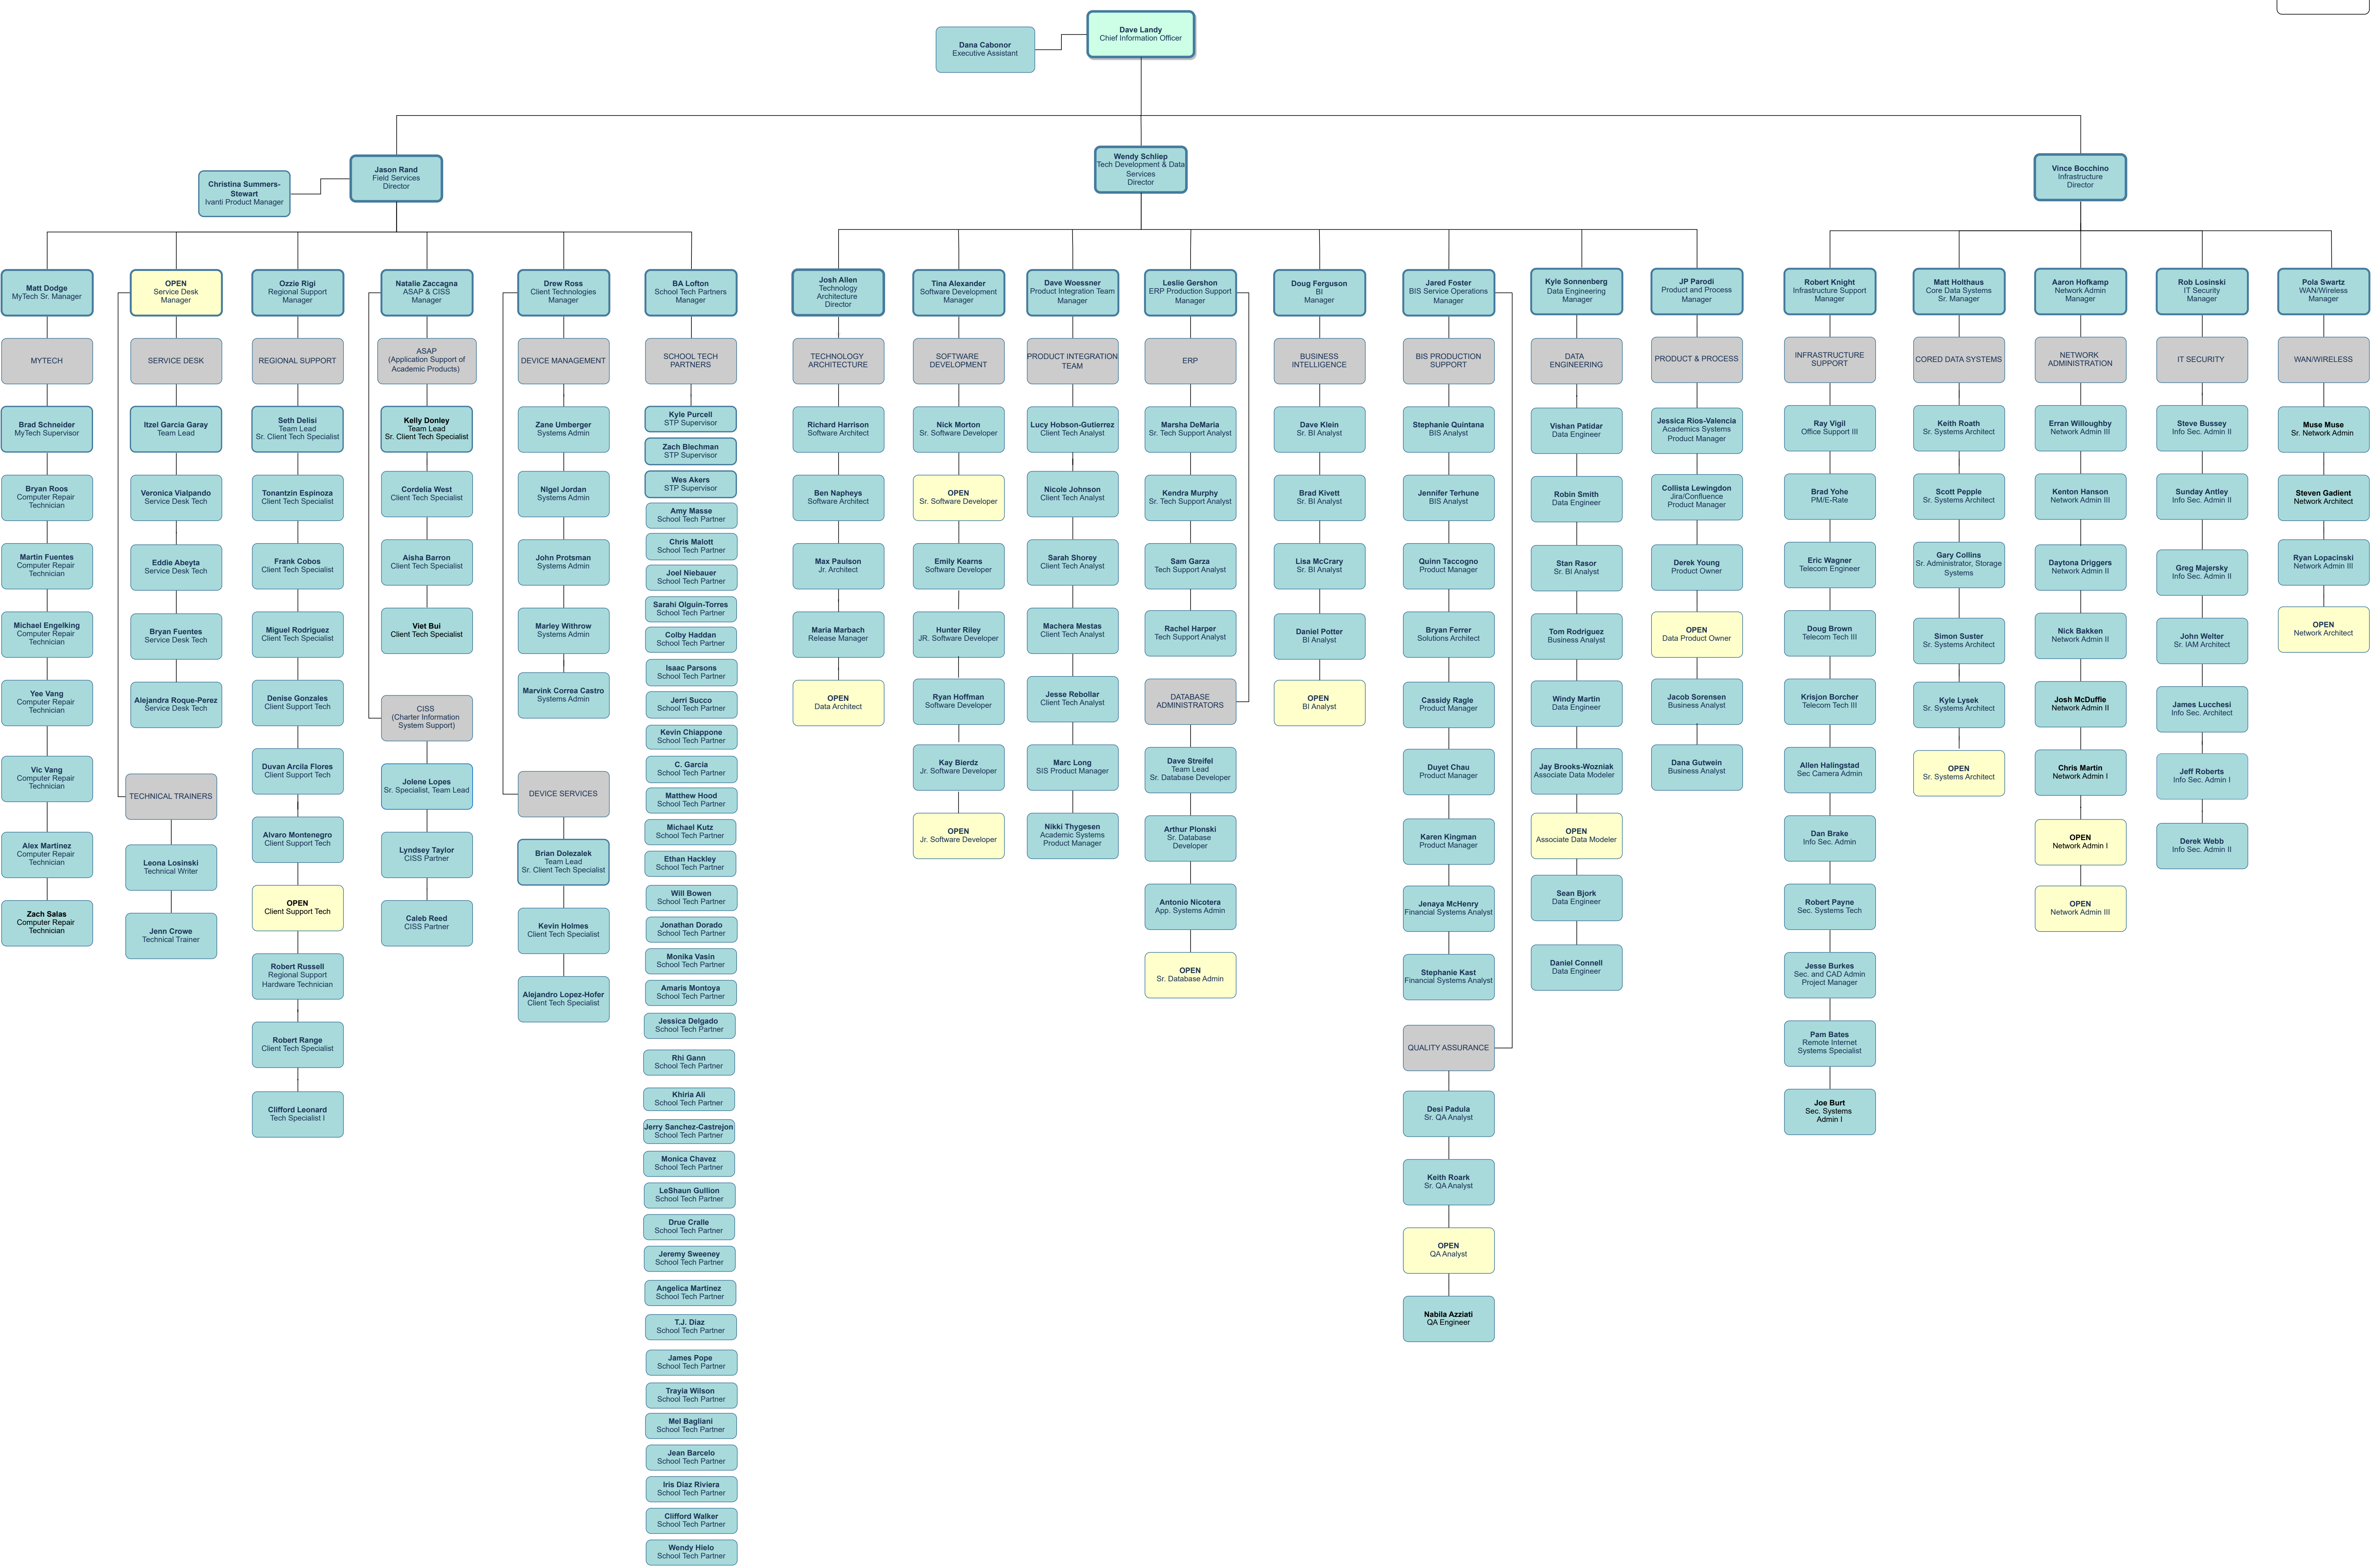 Dave Landy
Chief Information Officer
Dana Cabonor
Executive Assistant
Jason Rand
Field Services
Director
Christina Summers-
Stewart
Ivanti Product Manager
Wendy Schliep
Tech Development & Data
Services
Director
Vince Bocchino
Infrastructure
Director
Matt Dodge
MyTech Sr. Manager
MYTECH
Brad Schneider
MyTech Supervisor
Bryan Roos
Computer Repair
Technician
Martin Fuentes
Computer Repair
Technician
Michael Engelking
Computer Repair
Technician
Yee Vang
Computer Repair
Technician
Vic Vang
Computer Repair
Technician
Alex Martinez
Computer Repair
Technician
Zach Salas
Computer Repair
Technician
OPEN
Service Desk
Manager
SERVICE DESK
Itzel Garcia Garay
Team Lead
Veronica Vialpando
Service Desk Tech
Eddie Abeyta
Service Desk Tech
Bryan Fuentes
Service Desk Tech
Alejandra Roque-Perez
Service Desk Tech
TECHNICAL TRAINERS
Leona Losinski
Technical Writer
Jenn Crowe
Technical Trainer
Ozzie Rigi
Regional Support
Manager
REGIONAL SUPPORT
Seth Delisi
Team Lead
Sr. Client Tech Specialist
Tonantzin Espinoza
Client Tech Specialist
Frank Cobos
Client Tech Specialist
Miguel Rodriguez
Client Tech Specialist
Denise Gonzales
Client Support Tech
Duvan Arcila Flores
Client Support Tech
Alvaro Montenegro
Client Support Tech
OPEN
Client Support Tech
Robert Russell
Regional Support
Hardware Technician
Robert Range
Client Tech Specialist
Clifford Leonard
Tech Specialist I
Natalie Zaccagna
ASAP & CISS
Manager
ASAP
(Application Support of
Academic Products)
Kelly Donley
Team Lead
Sr. Client Tech Specialist
Cordelia West
Client Tech Specialist
Aisha Barron
Client Tech Specialist
Viet Bui
Client Tech Specialist
CISS
(Charter Information
System Support)
Jolene Lopes
Sr. Specialist, Team Lead
Lyndsey Taylor
CISS Partner
Caleb Reed
CISS Partner
Drew Ross
Client Technologies
Manager
DEVICE MANAGEMENT
Zane Umberger
Systems Admin
NIgel Jordan
Systems Admin
John Protsman
Systems Admin
Marley Withrow
Systems Admin
Marvink Correa Castro
Systems Admin
DEVICE SERVICES
Brian Dolezalek
Team Lead
Sr. Client Tech Specialist
Kevin Holmes
Client Tech Specialist
Alejandro Lopez-Hofer
Client Tech Specialist
BA Lofton
School Tech Partners
Manager
SCHOOL TECH
PARTNERS
Kyle Purcell
STP Supervisor
Zach Blechman
STP Supervisor
Wes Akers
STP Supervisor
Amy Masse
School Tech Partner
Chris Malott
School Tech Partner
Joel Niebauer
School Tech Partner
Sarahi Olguin-Torres
School Tech Partner
Colby Haddan
School Tech Partner
Isaac Parsons
School Tech Partner
Jerri Succo
School Tech Partner
Kevin Chiappone
School Tech Partner
C. Garcia
School Tech Partner
Matthew Hood
School Tech Partner
Michael Kutz
School Tech Partner
Ethan Hackley
School Tech Partner
Will Bowen
School Tech Partner
Jonathan Dorado
School Tech Partner
Monika Vasin
School Tech Partner
Amaris Montoya
School Tech Partner
Jessica Delgado
School Tech Partner
Rhi Gann
School Tech Partner
Khiria Ali
School Tech Partner
Jerry Sanchez-Castrejon
School Tech Partner
Monica Chavez
School Tech Partner
LeShaun Gullion
School Tech Partner
Drue Cralle
School Tech Partner
Jeremy Sweeney
School Tech Partner
Angelica Martinez
School Tech Partner
T.J. Diaz
School Tech Partner
James Pope
School Tech Partner
Trayia Wilson
School Tech Partner
Mel Bagliani
School Tech Partner
Jean Barcelo
School Tech Partner
Iris Diaz Riviera
School Tech Partner
Clifford Walker
School Tech Partner
Wendy Hielo
School Tech Partner
Josh Allen
Technology
Architecture
Director
TECHNOLOGY
ARCHITECTURE
Richard Harrison
Software Architect
Ben Napheys
Software Architect
Max Paulson
Jr. Architect
Maria Marbach
Release Manager
OPEN
Data Architect
Tina Alexander
Software Development
Manager
SOFTWARE
DEVELOPMENT
Nick Morton
Sr. Software Developer
OPEN
Sr. Software Developer
Emily Kearns
Software Developer
Hunter Riley
JR. Software Developer
Ryan Hoffman
Software Developer
Kay Bierdz
Jr. Software Developer
OPEN
Jr. Software Developer
Dave Woessner
Product Integration Team
Manager
PRODUCT INTEGRATION
TEAM
Lucy Hobson-Gutierrez
Client Tech Analyst
Nicole Johnson
Client Tech Analyst
Sarah Shorey
Client Tech Analyst
Machera Mestas
Client Tech Analyst
Jesse Rebollar
Client Tech Analyst
Marc Long
SIS Product Manager
Nikki Thygesen
Academic Systems
Product Manager
Leslie Gershon
ERP Production Support
Manager
ERP
Marsha DeMaria
Sr. Tech Support Analyst
Kendra Murphy
Sr. Tech Support Analyst
Sam Garza
Tech Support Analyst
Rachel Harper
Tech Support Analyst
DATABASE
ADMINISTRATORS
Dave Streifel
Team Lead
Sr. Database Developer
Arthur Plonski
Sr. Database
Developer
Antonio Nicotera
App. Systems Admin
OPEN
Sr. Database Admin
Doug Ferguson
BI
Manager
BUSINESS
INTELLIGENCE
Dave Klein
Sr. BI Analyst
Brad Kivett
Sr. BI Analyst
Lisa McCrary
Sr. BI Analyst
Daniel Potter
BI Analyst
OPEN
BI Analyst
Jared Foster
BIS Service Operations
Manager
BIS PRODUCTION
SUPPORT
Stephanie Quintana
BIS Analyst
Jennifer Terhune
BIS Analyst
Quinn Taccogno
Product Manager
Bryan Ferrer
Solutions Architect
Cassidy Ragle
Product Manager
Duyet Chau
Product Manager
Karen Kingman
Product Manager
Jenaya McHenry
Financial Systems Analyst
Stephanie Kast
Financial Systems Analyst
QUALITY ASSURANCE
Desi Padula
Sr. QA Analyst
Keith Roark
Sr. QA Analyst
OPEN
QA Analyst
Nabila Azziati
QA Engineer
Kyle Sonnenberg
Data Engineering
Manager
DATA
ENGINEERING
Vishan Patidar
Data Engineer
Robin Smith
Data Engineer
Stan Rasor
Sr. BI Analyst
Tom Rodriguez
Business Analyst
Windy Martin
Data Engineer
Jay Brooks-Wozniak
Associate Data Modeler
OPEN
Associate Data Modeler
Sean Bjork
Data Engineer
Daniel Connell
Data Engineer
JP Parodi
Product and Process
Manager
PRODUCT & PROCESS
Jessica Rios-Valencia
Academics Systems
Product Manager
Collista Lewingdon
Jira/Confluence
Product Manager
Derek Young
Product Owner
OPEN
Data Product Owner
Jacob Sorensen
Business Analyst
Dana Gutwein
Business Analyst
Robert Knight
Infrastructure Support
Manager
INFRASTRUCTURE
SUPPORT
Ray Vigil
Office Support III
Brad Yohe
PM/E-Rate
Eric Wagner
Telecom Engineer
Doug Brown
Telecom Tech III
Krisjon Borcher
Telecom Tech III
Allen Halingstad
Sec Camera Admin
Dan Brake
Info Sec. Admin
Robert Payne
Sec. Systems Tech
Jesse Burkes
Sec. and CAD Admin
Project Manager
Pam Bates
Remote Internet
Systems Specialist
Joe Burt
Sec. Systems
Admin I
Matt Holthaus
Core Data Systems
Sr. Manager
CORED DATA SYSTEMS
Keith Roath
Sr. Systems Architect
Scott Pepple
Sr. Systems Architect
Gary Collins
Sr. Administrator, Storage
Systems
Simon Suster
Sr. Systems Architect
Kyle Lysek
Sr. Systems Architect
OPEN
Sr. Systems Architect
Aaron Hofkamp
Network Admin
Manager
NETWORK
ADMINISTRATION
Erran Willoughby
Network Admin III
Kenton Hanson
Network Admin III
Daytona Driggers
Network Admin II
Nick Bakken
Network Admin II
Josh McDuffie
Network Admin II
Chris Martin
Network Admin I
OPEN
Network Admin I
OPEN
Network Admin III
Rob Losinski
IT Security
Manager
IT SECURITY
Steve Bussey
Info Sec. Admin II
Sunday Antley
Info Sec. Admin II
Greg Majersky
Info Sec. Admin II
John Welter
Sr. IAM Architect
James Lucchesi
Info Sec. Architect
Jeff Roberts
Info Sec. Admin I
Derek Webb
Info Sec. Admin II
Pola Swartz
WAN/Wireless
Manager
WAN/WIRELESS
Muse Muse
Sr. Network Admin
Steven Gadient
Network Architect
Ryan Lopacinski
Network Admin III
OPEN
Network Architect